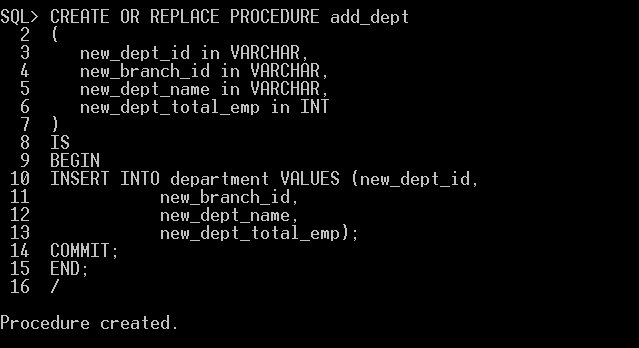 SQL> CREATE OR REPLACE PROCEDURE add_dept
2 (
3 new_dept_id in VARCHAR,
4 new_branch_id in VARCHAR,
5 new_dept_name in VARCHAR,
6 new_dept_total_emp in INT
7 )
8 IS
9 BEGIN
10 INSERT INTO department VALUES (new_dept_id,
11 new_branch_id,
12 new_dept_name,
13 new_dept_total_emp);
14 COMMIT;
15 END;
16 /
Procedure created.